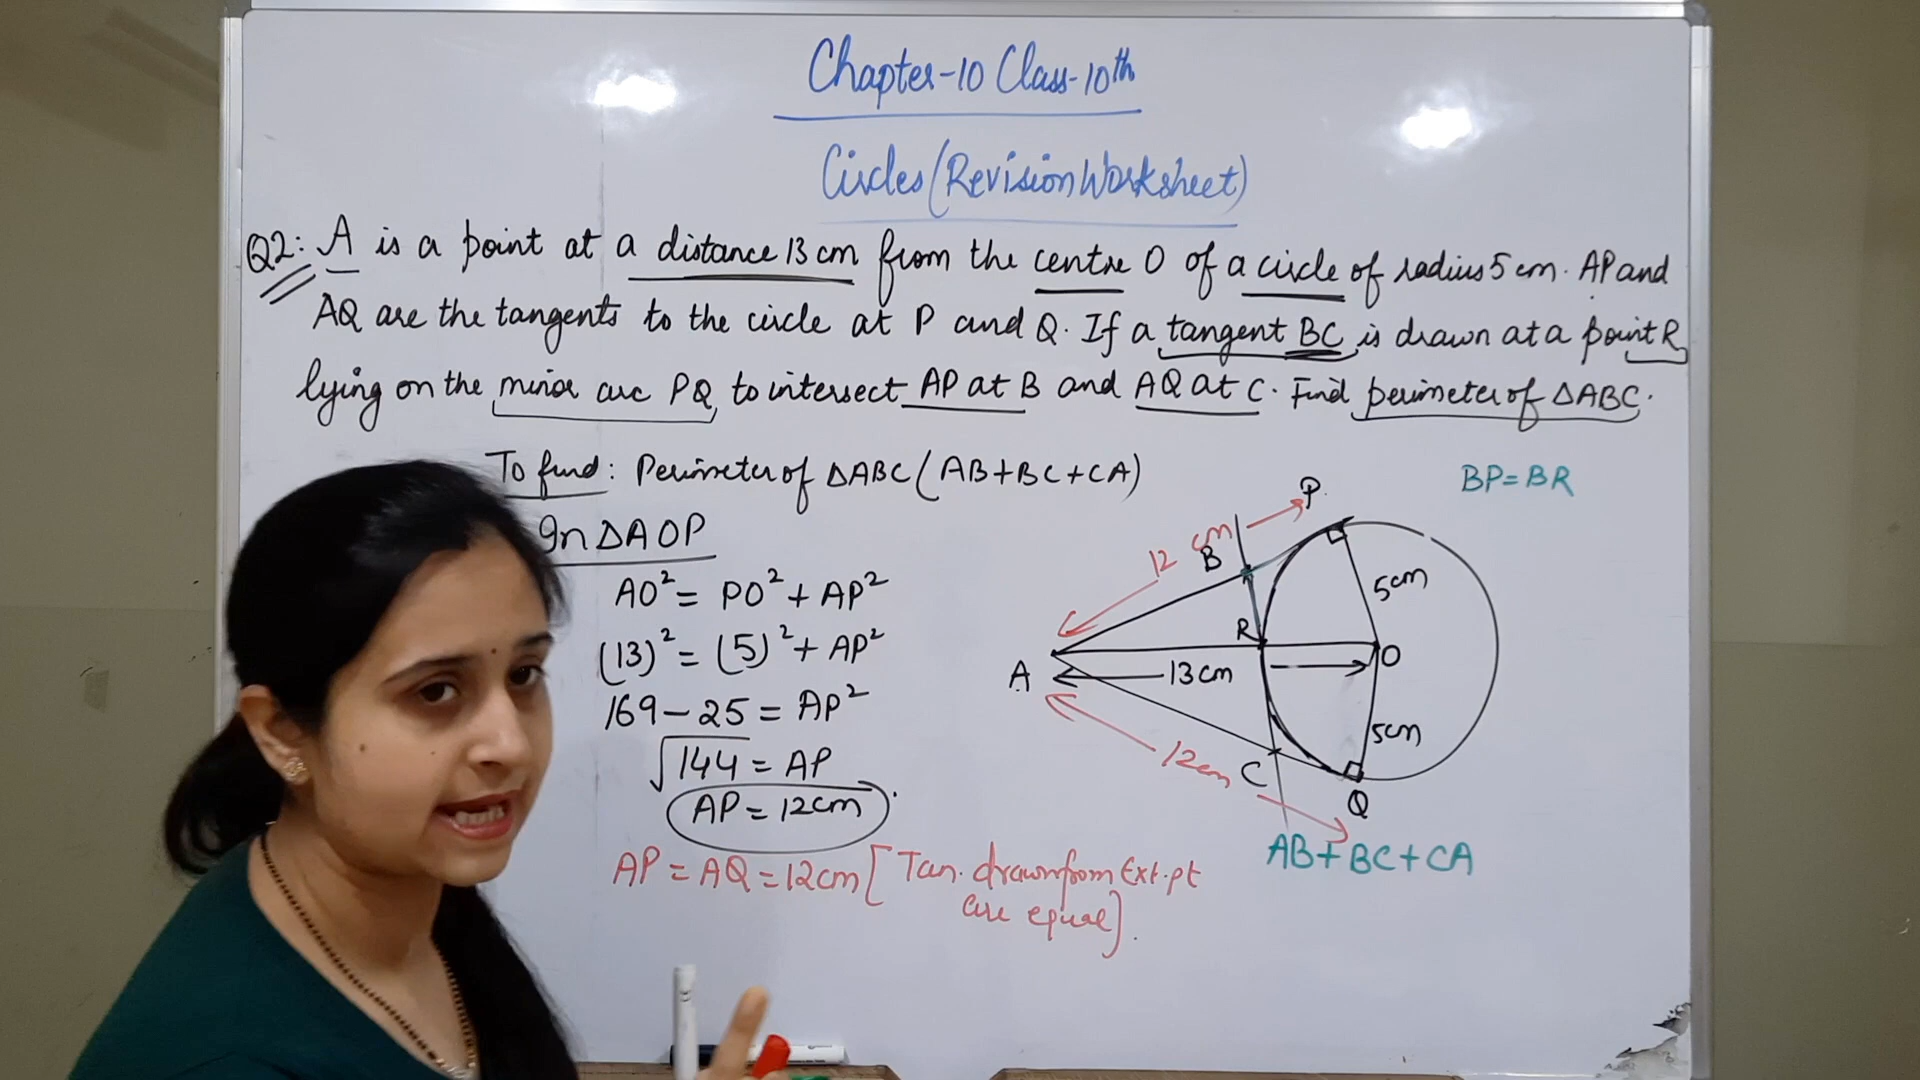 Chapter-10 Class-10th
Circles (Revision Worksheet)
Q2: A is a point at a distance 13 cm from the centre O of a circle of radius 5 cm. AP and
AQ are the tangents to the circle at P and Q. If a tangent BC is drawn at a point R
lying on the minor arc PQ to intersect AP at B and AQ at C. Find perimeter of △ABC.
To find: Perimeter of △ABC (AB+BC+CA)
BP=BR
In △AOP
AO² = PO² + AP²
(13)² = (5)² + AP²
169 - 25 = AP²
√144 = AP
AP = 12cm.
AP = AQ = 12cm [Tan. drawn from Ext. pt
are equal].
P
12 cm
B
5cm
R
O
A
13cm
5cm
12cm
C
Q
AB+BC+CA